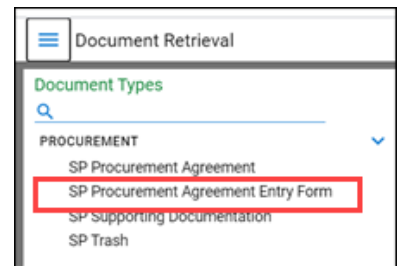 Document Retrieval
Document Types
PROCUREMENT
SP Procurement Agreement
SP Procurement Agreement Entry Form
SP Supporting Documentation
SP Trash